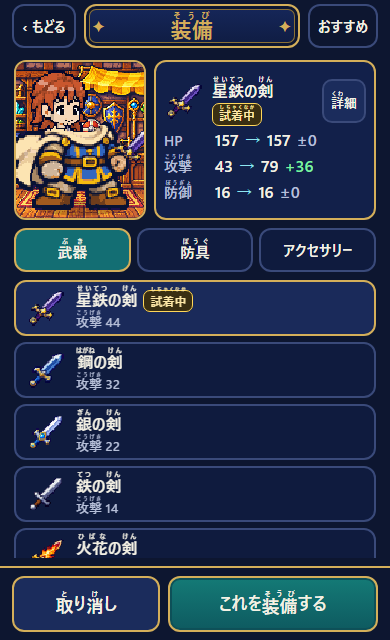 ‹ もどる
装備
そうび
おすすめ
星鉄の剣
せいてつ けん
試着中
しちゃくちゅう
詳細
くわ
HP 157 → 157 ±0
攻撃 43 → 79 +36
こうげき
防御 16 → 16 ±0
武器
ぶき
防具
ぼうぐ
アクセサリー
星鉄の剣 試着中
せいてつ けん しちゃくちゅう
攻撃 44
こうげき
鋼の剣
はがね けん
攻撃 32
こうげき
銀の剣
ぎん けん
攻撃 22
こうげき
鉄の剣
てつ けん
攻撃 14
こうげき
火花の剣
ひばな けん
取り消し
と け
これを装備する
そうび